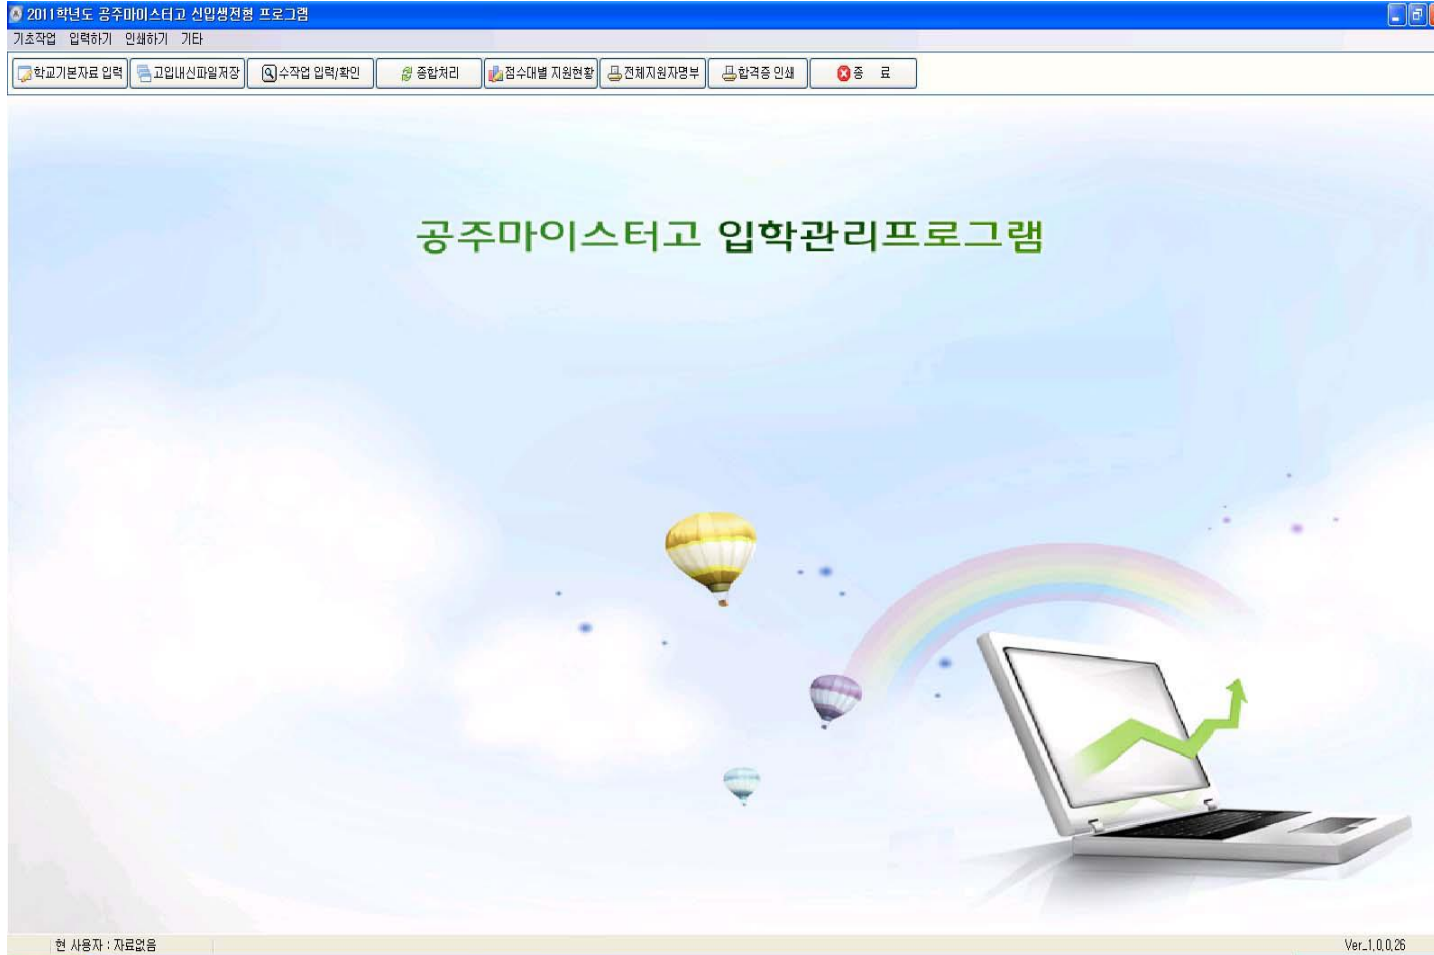 2011학년도 공주마이스터고 신입생전형 프로그램
기초작업 입력하기 인쇄하기 기타
학교기본자료 입력 고입내신파일저장 수작업 입력/확인 종합처리 점수대별 지원현황 전체지원자명부 합격증 인쇄 종 료
공주마이스터고 입학관리프로그램
현 사용자 : 자료없음 Ver_1,0,0,26